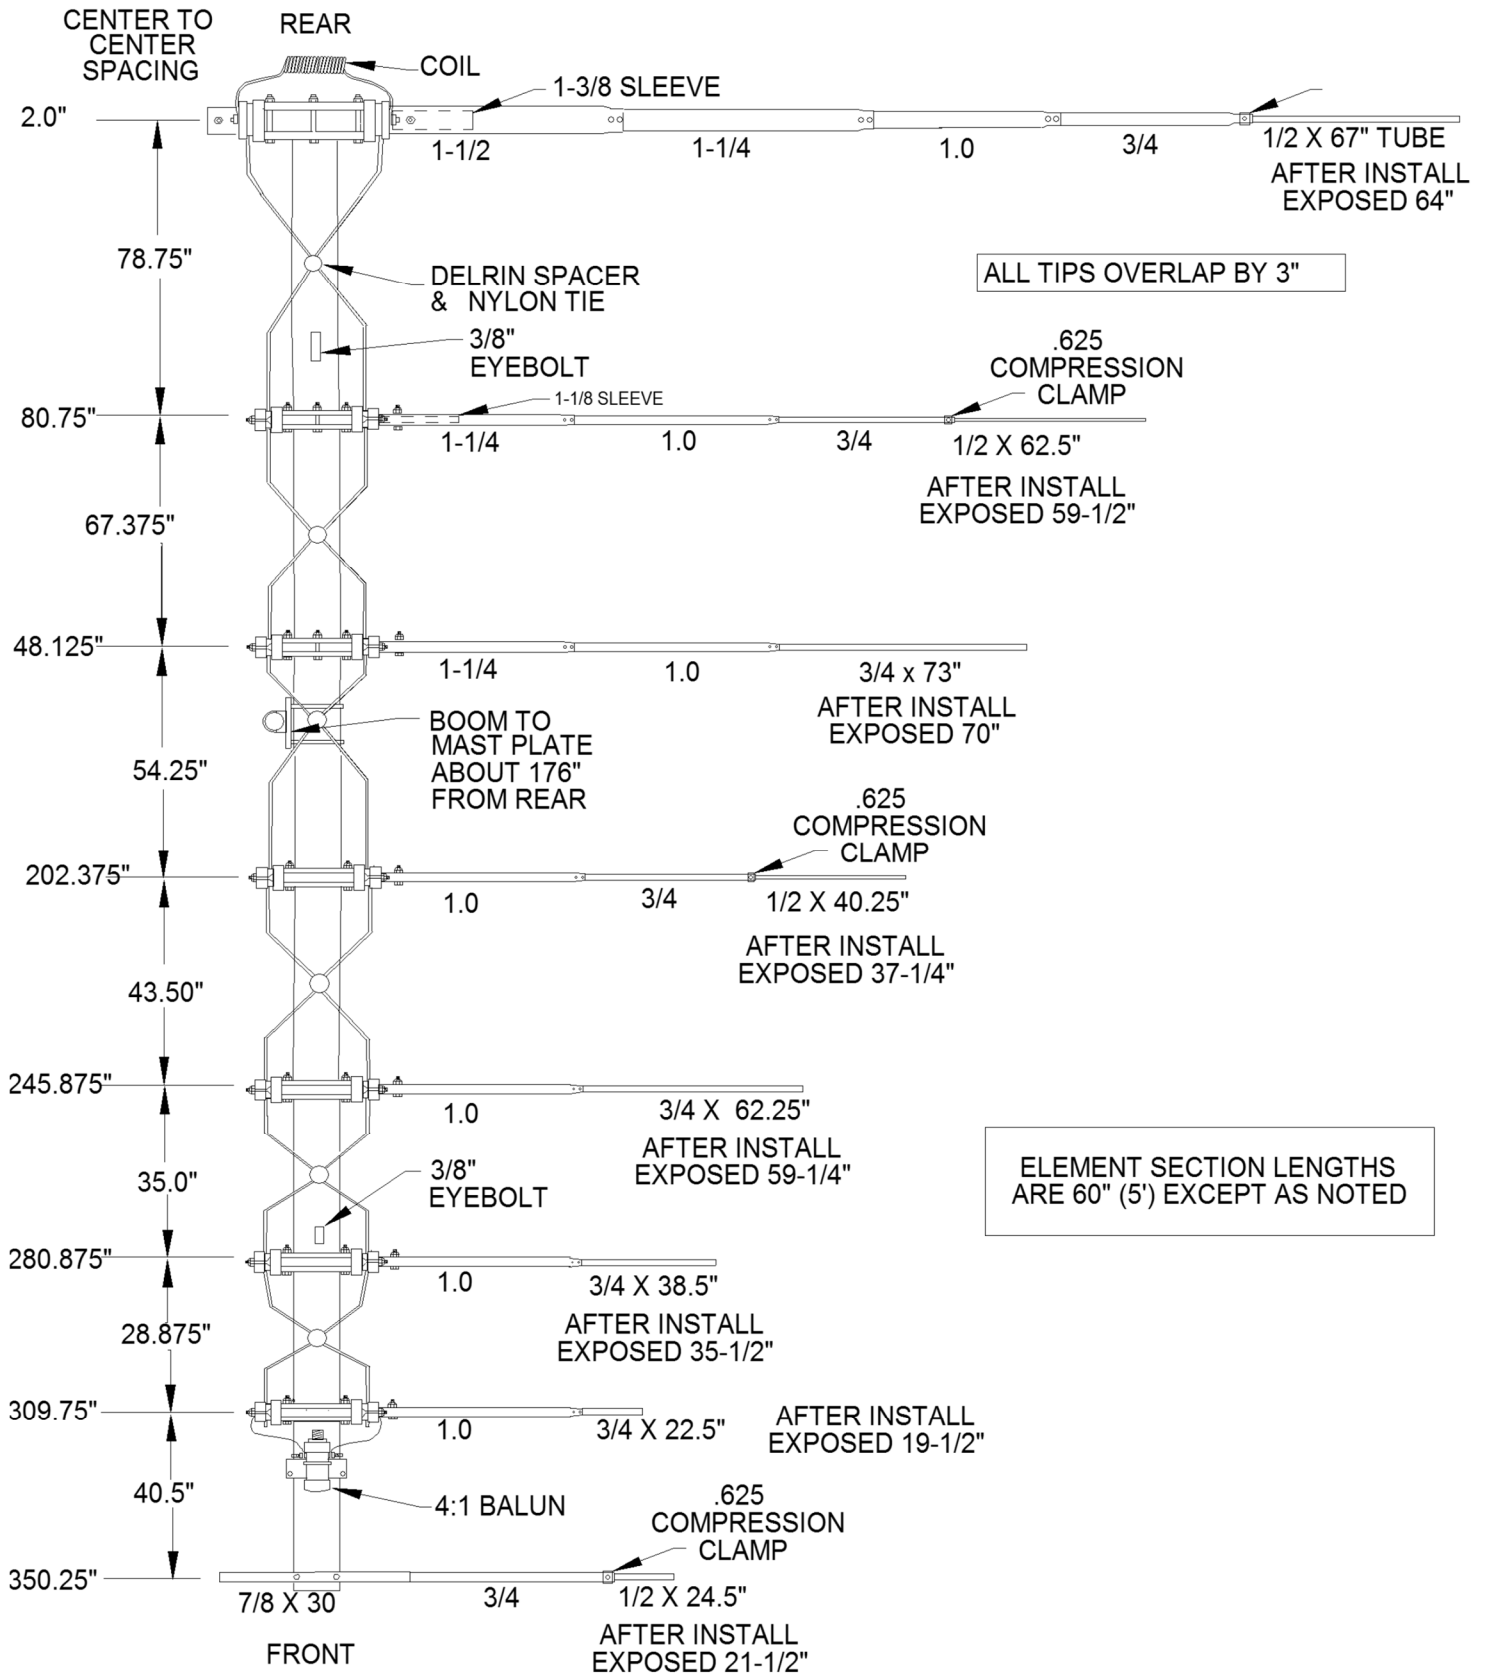 CENTER TO
CENTER
SPACING
REAR
COIL
1-3/8 SLEEVE
2.0"
1-1/2
1-1/4
1.0
3/4
1/2 X 67" TUBE
AFTER INSTALL
EXPOSED 64"
78.75"
DELRIN SPACER
& NYLON TIE
ALL TIPS OVERLAP BY 3"
3/8"
EYEBOLT
.625
COMPRESSION
CLAMP
80.75"
1-1/8 SLEEVE
1-1/4
1.0
3/4
1/2 X 62.5"
AFTER INSTALL
EXPOSED 59-1/2"
67.375"
48.125"
1-1/4
1.0
3/4 x 73"
AFTER INSTALL
EXPOSED 70"
BOOM TO
MAST PLATE
ABOUT 176"
FROM REAR
54.25"
.625
COMPRESSION
CLAMP
202.375"
1.0
3/4
1/2 X 40.25"
AFTER INSTALL
EXPOSED 37-1/4"
43.50"
245.875"
1.0
3/4 X 62.25"
AFTER INSTALL
EXPOSED 59-1/4"
ELEMENT SECTION LENGTHS
ARE 60" (5') EXCEPT AS NOTED
35.0"
3/8"
EYEBOLT
280.875"
1.0
3/4 X 38.5"
AFTER INSTALL
EXPOSED 35-1/2"
28.875"
309.75"
1.0
3/4 X 22.5"
AFTER INSTALL
EXPOSED 19-1/2"
40.5"
4:1 BALUN
.625
COMPRESSION
CLAMP
350.25"
7/8 X 30
3/4
1/2 X 24.5"
AFTER INSTALL
EXPOSED 21-1/2"
FRONT